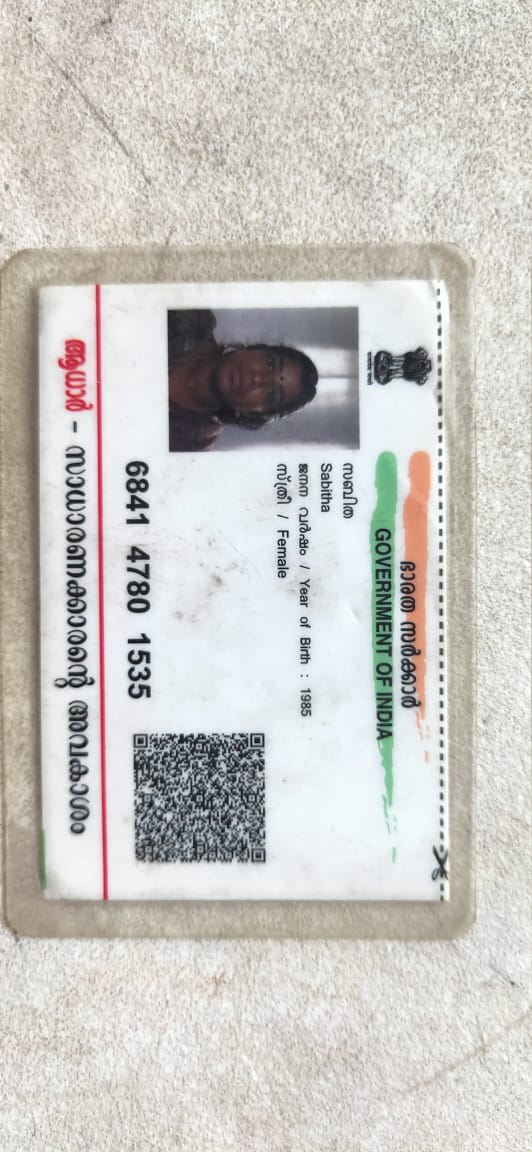 ഭാരത സർക്കാർ
GOVERNMENT OF INDIA
സബിത
Sabitha
ജനന വർഷം / Year of Birth : 1985
സ്ത്രീ / Female
6841 4780 1535
ആധാർ - സാധാരണക്കാരന്റെ അവകാശം